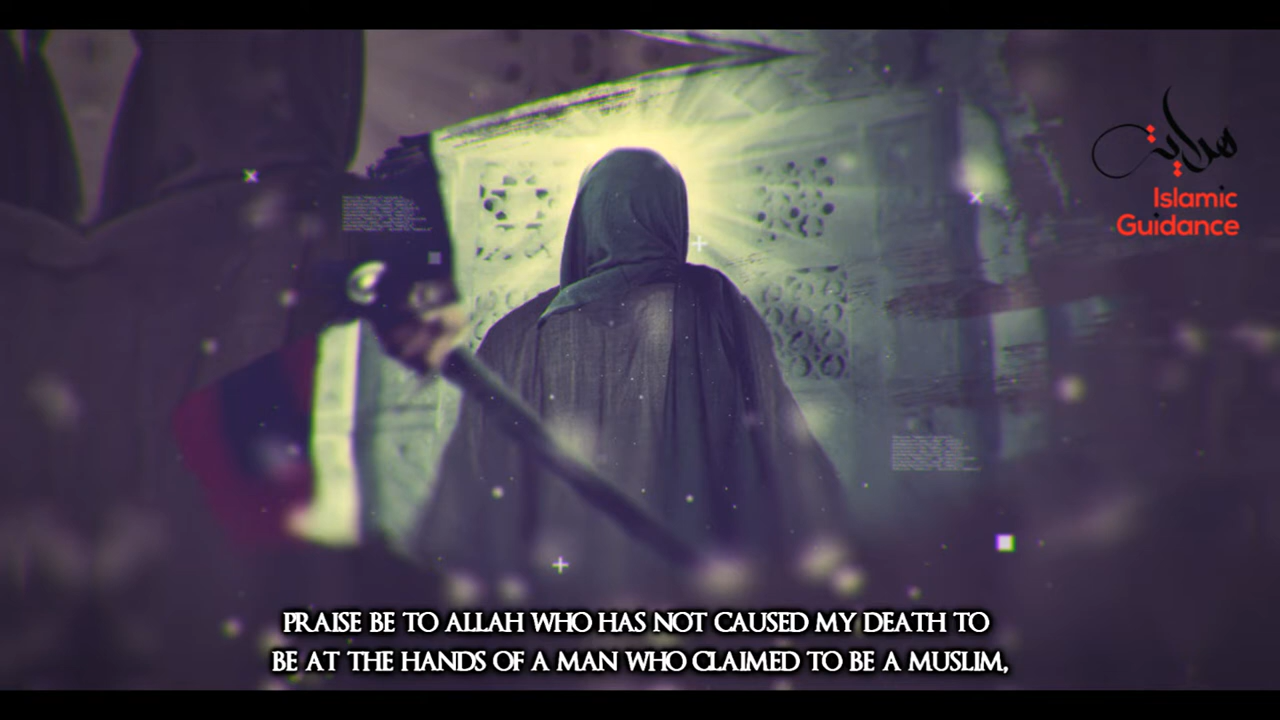 هداية
Islamic
Guidance
PRAISE BE TO ALLAH WHO HAS NOT CAUSED MY DEATH TO
BE AT THE HANDS OF A MAN WHO CLAIMED TO BE A MUSLIM,